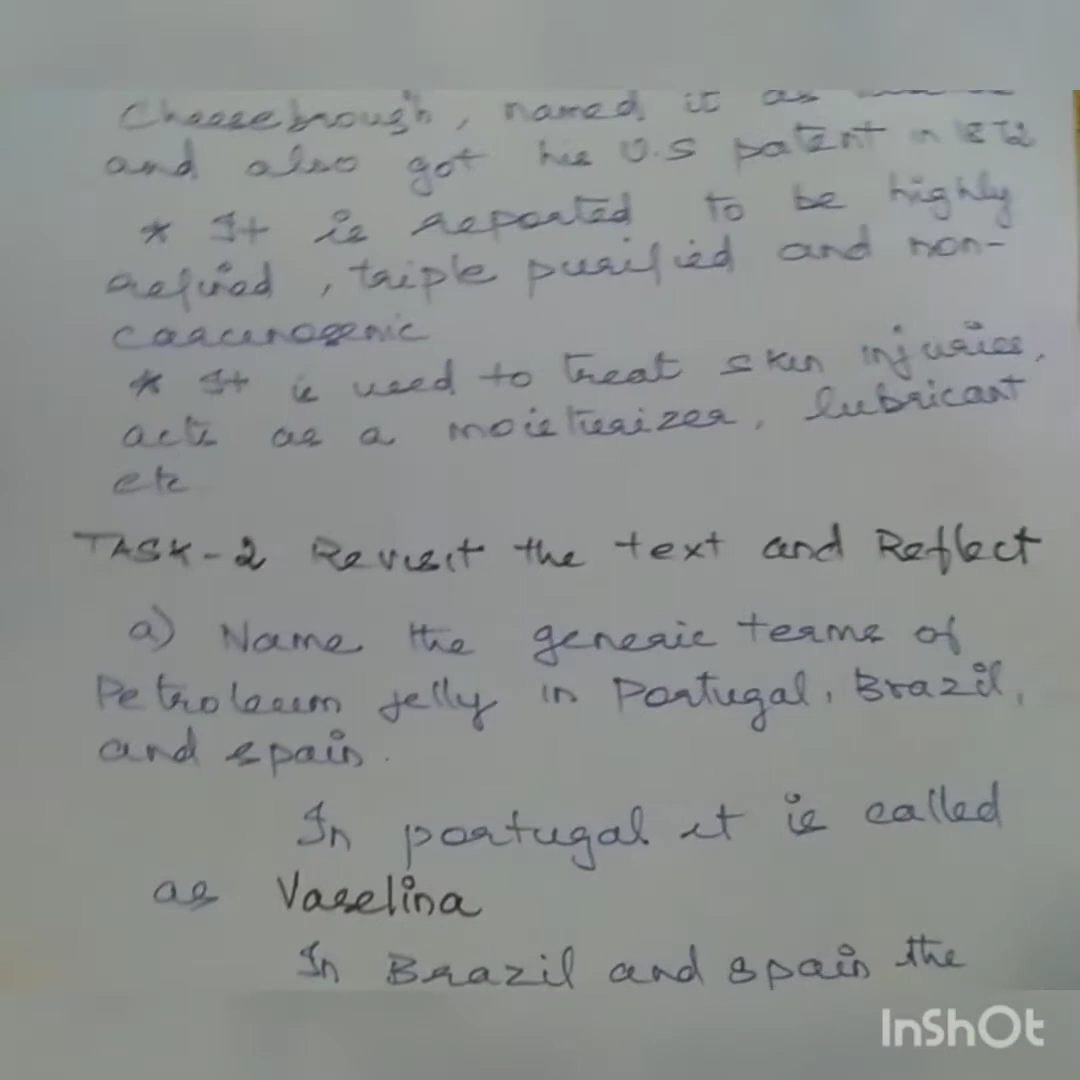 Cheesebrough, named it as
and also got his U.S patent in 1872
* It is reported to be highly
refined, triple purified and non-
carcenogenic
* It is used to treat skin injuries,
acts as a moisturizer, lubricant
etc
TASK-2 Revisit the text and Reflect
a) Name the generic terms of
Petroleum jelly in Portugal, Brazil,
and spain.
In portugal it is called
as Vaselina
In Brazil and spain the
InShOt